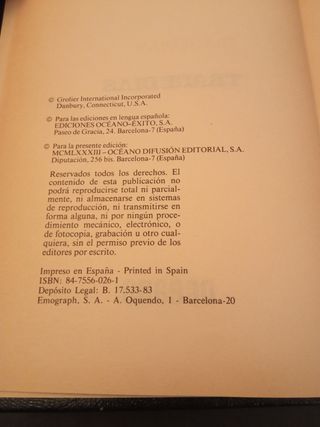 © Grolier International Incorporated
Danbury, Connecticut, U.S.A.
© Para las ediciones en lengua española:
EDICIONES OCEANO-EXITO, S.A.
Paseo de Gracia, 24. Barcelona-7 (España)
© Para la presente edición:
MCMLXXXIII - OCEANO DIFUSIÓN EDITORIAL, S.A.
Diputación, 256 bis. Barcelona-7 (España)
Reservados todos los derechos. El
contenido de esta publicación no
podrá reproducirse total ni parcial-
mente, ni almacenarse en sistemas
de reproducción, ni transmitirse en
forma alguna, ni por ningún proce-
dimiento mecánico, electrónico, o
de fotocopia, grabación u otro cual-
quiera, sin el permiso previo de los
editores por escrito.
Impreso en España - Printed in Spain
ISBN: 84-7556-026-1
Depósito Legal: B. 17.533-83
Emograph, S. A. - A. Oquendo, 1 - Barcelona-20